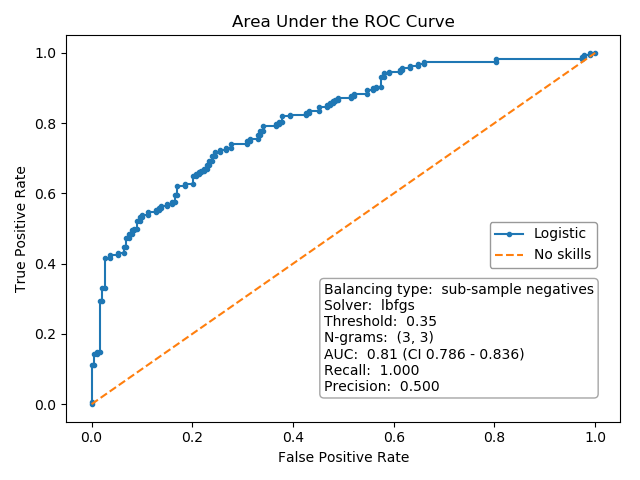 Area Under the ROC Curve
1.0
0.8
0.6
0.4
0.2
0.0
True Positive Rate
Logistic
No skills
Balancing type:  sub-sample negatives
Solver:  lbfgs
Threshold:  0.35
N-grams:  (3, 3)
AUC:  0.81 (CI 0.786 - 0.836)
Recall:  1.000
Precision:  0.500
0.0 0.2 0.4 0.6 0.8 1.0
False Positive Rate